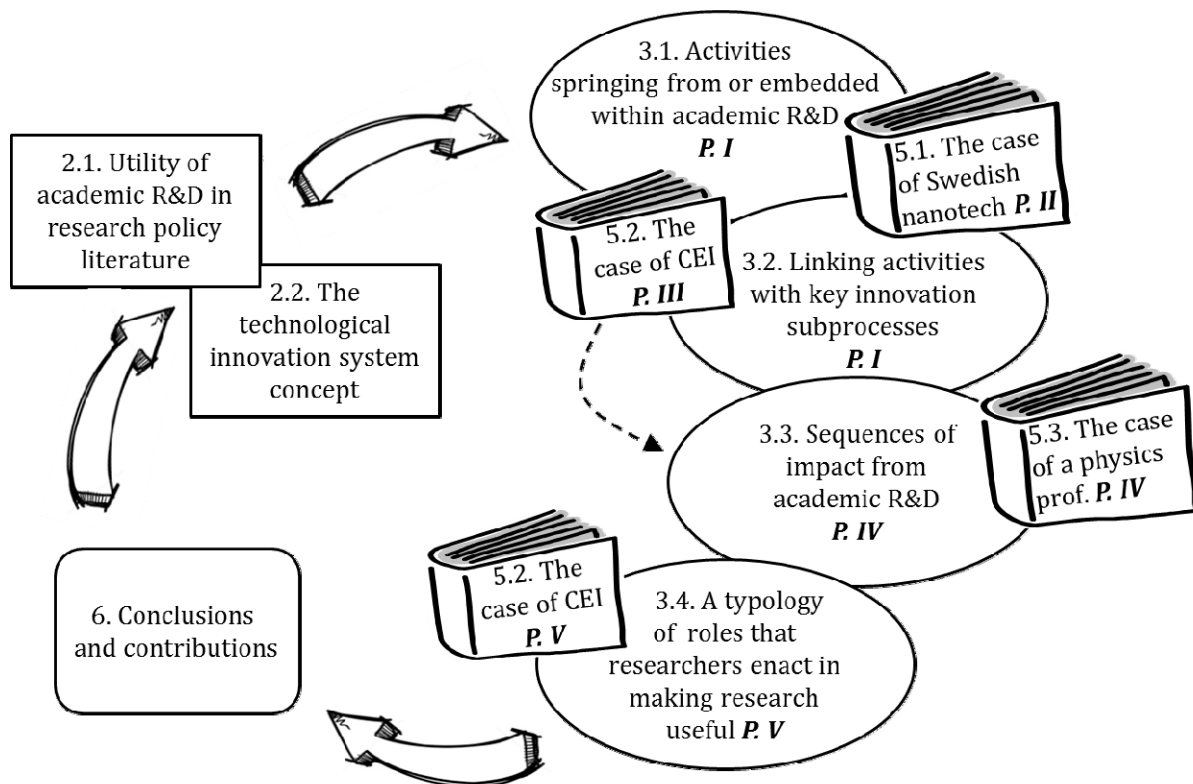 2.1. Utility of
academic R&D in
research policy
literature
2.2. The
technological
innovation system
concept
3.1. Activities
springing from or embedded
within academic R&D
P. I
5.1. The case
of Swedish
nanotech P. II
5.2. The
case of CEI
P. III
3.2. Linking activities
with key innovation
subprocesses
P. I
3.3. Sequences of
impact from
academic R&D
P. IV
5.3. The case
of a physics
prof. P. IV
5.2. The
case of CEI
P. V
3.4. A typology
of roles that
researchers enact in
making research
useful P. V
6. Conclusions
and contributions